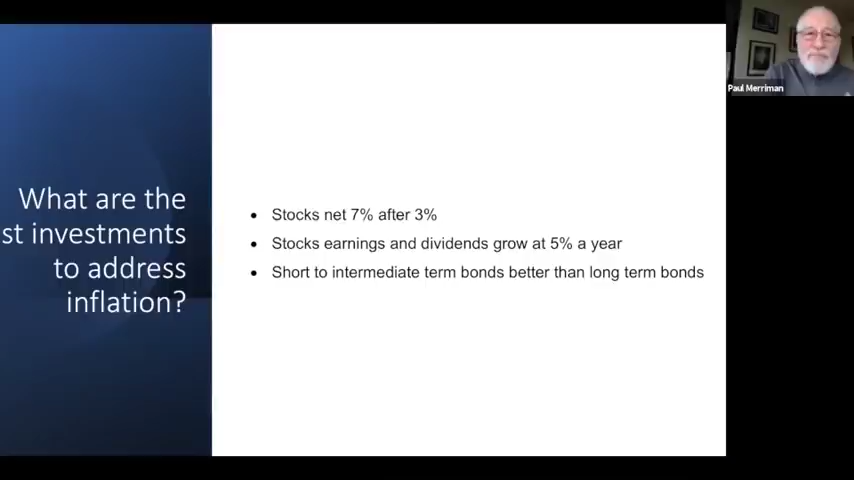 What are the
st investments
to address
inflation?
• Stocks net 7% after 3%
• Stocks earnings and dividends grow at 5% a year
• Short to intermediate term bonds better than long term bonds
Paul Merriman